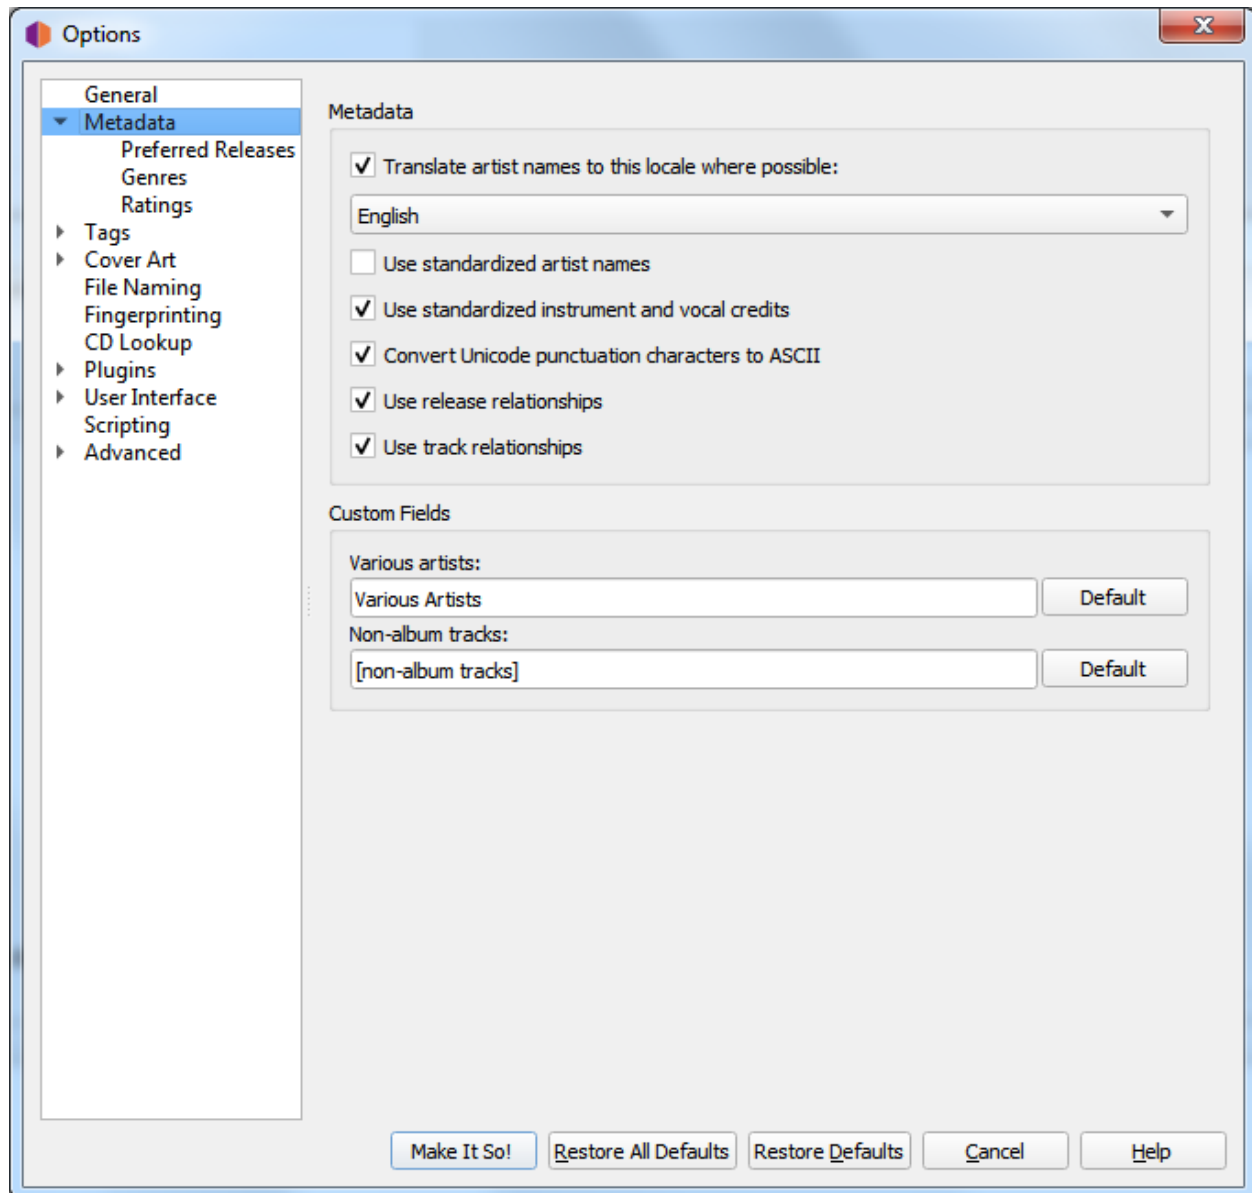 Options
General
Metadata
Preferred Releases
Genres
Ratings
Tags
Cover Art
File Naming
Fingerprinting
CD Lookup
Plugins
User Interface
Scripting
Advanced
Metadata
Translate artist names to this locale where possible:
English
Use standardized artist names
Use standardized instrument and vocal credits
Convert Unicode punctuation characters to ASCII
Use release relationships
Use track relationships
Custom Fields
Various artists:
Various Artists Default
Non-album tracks:
[non-album tracks] Default
Make It So! Restore All Defaults Restore Defaults Cancel Help